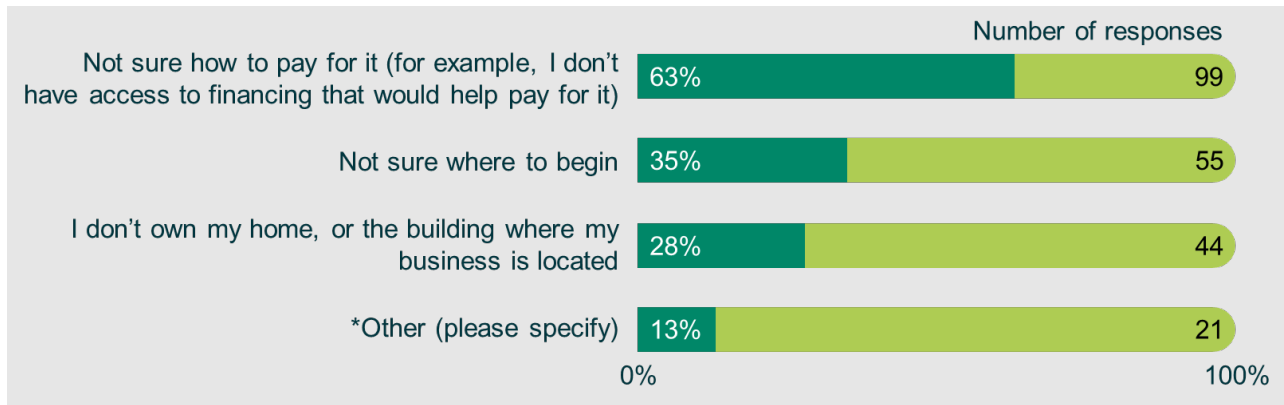 Number of responses
Not sure how to pay for it (for example, I don't
have access to financing that would help pay for it)
63%
99
Not sure where to begin
35%
55
I don’t own my home, or the building where my
business is located
28%
44
*Other (please specify)
13%
21
0%
100%